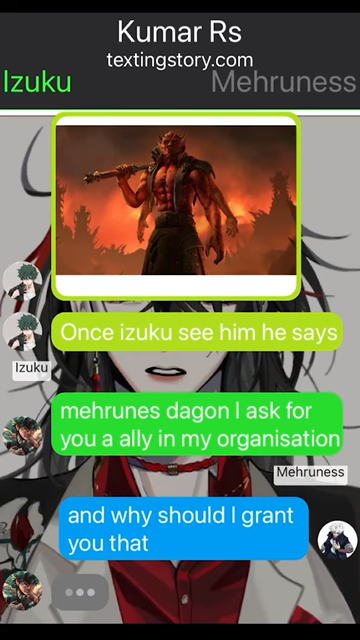 Kumar Rs
textingstory.com
Izuku Mehruness
Once izuku see him he says
Izuku
mehrunes dagon I ask for
you a ally in my organisation
Mehruness
and why should I grant
you that